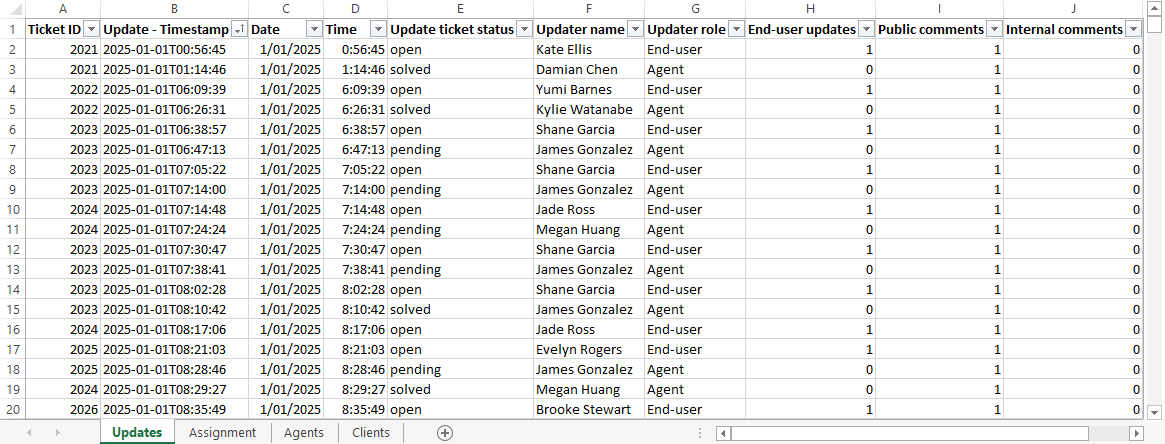 A B C D E F G H I J
1 Ticket ID Update - Timestamp Date Time Update ticket status Updater name Updater role End-user updates Public comments Internal comments
2 2021 2025-01-01T00:56:45 1/01/2025 0:56:45 open Kate Ellis End-user 1 1 0
3 2021 2025-01-01T01:14:46 1/01/2025 1:14:46 solved Damian Chen Agent 0 1 0
4 2022 2025-01-01T06:09:39 1/01/2025 6:09:39 open Yumi Barnes End-user 1 1 0
5 2022 2025-01-01T06:26:31 1/01/2025 6:26:31 solved Kylie Watanabe Agent 0 1 0
6 2023 2025-01-01T06:38:57 1/01/2025 6:38:57 open Shane Garcia End-user 1 1 0
7 2023 2025-01-01T06:47:13 1/01/2025 6:47:13 pending James Gonzalez Agent 0 1 0
8 2023 2025-01-01T07:05:22 1/01/2025 7:05:22 open Shane Garcia End-user 1 1 0
9 2023 2025-01-01T07:14:00 1/01/2025 7:14:00 pending James Gonzalez Agent 0 1 0
10 2024 2025-01-01T07:14:48 1/01/2025 7:14:48 open Jade Ross End-user 1 1 0
11 2024 2025-01-01T07:24:24 1/01/2025 7:24:24 pending Megan Huang Agent 0 1 0
12 2023 2025-01-01T07:30:47 1/01/2025 7:30:47 open Shane Garcia End-user 1 1 0
13 2023 2025-01-01T07:38:41 1/01/2025 7:38:41 pending James Gonzalez Agent 0 1 0
14 2023 2025-01-01T08:02:28 1/01/2025 8:02:28 open Shane Garcia End-user 1 1 0
15 2023 2025-01-01T08:10:42 1/01/2025 8:10:42 solved James Gonzalez Agent 0 1 0
16 2024 2025-01-01T08:17:06 1/01/2025 8:17:06 open Jade Ross End-user 1 1 0
17 2025 2025-01-01T08:21:03 1/01/2025 8:21:03 open Evelyn Rogers End-user 1 1 0
18 2025 2025-01-01T08:28:46 1/01/2025 8:28:46 pending James Gonzalez Agent 0 1 0
19 2024 2025-01-01T08:29:27 1/01/2025 8:29:27 solved Megan Huang Agent 0 1 0
20 2026 2025-01-01T08:35:49 1/01/2025 8:35:49 open Brooke Stewart End-user 1 1 0
Updates Assignment Agents Clients